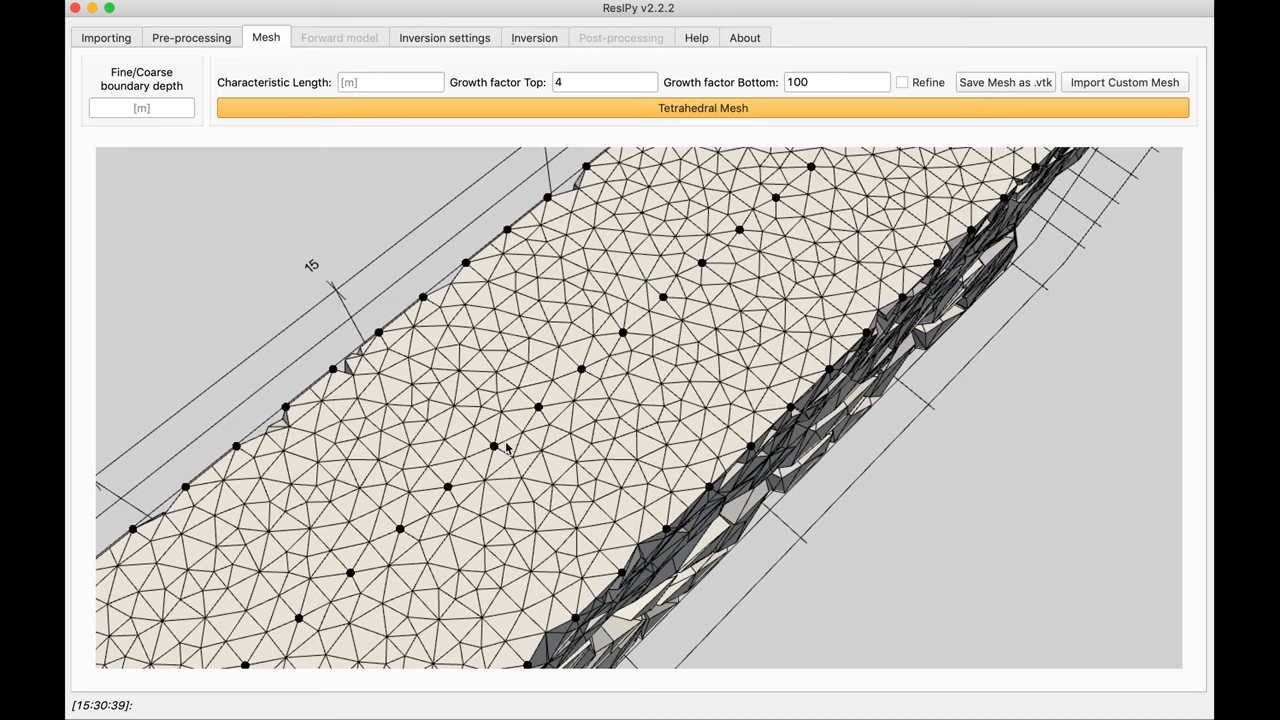 ResIPy v2.2.2
Importing Pre-processing Mesh Forward model Inversion settings Inversion Post-processing Help About
Fine/Coarse
boundary depth
[m]
Characteristic Length: [m] Growth factor Top: 4 Growth factor Bottom: 100 Refine Save Mesh as .vtk Import Custom Mesh
Tetrahedral Mesh
15
[15:30:39]: